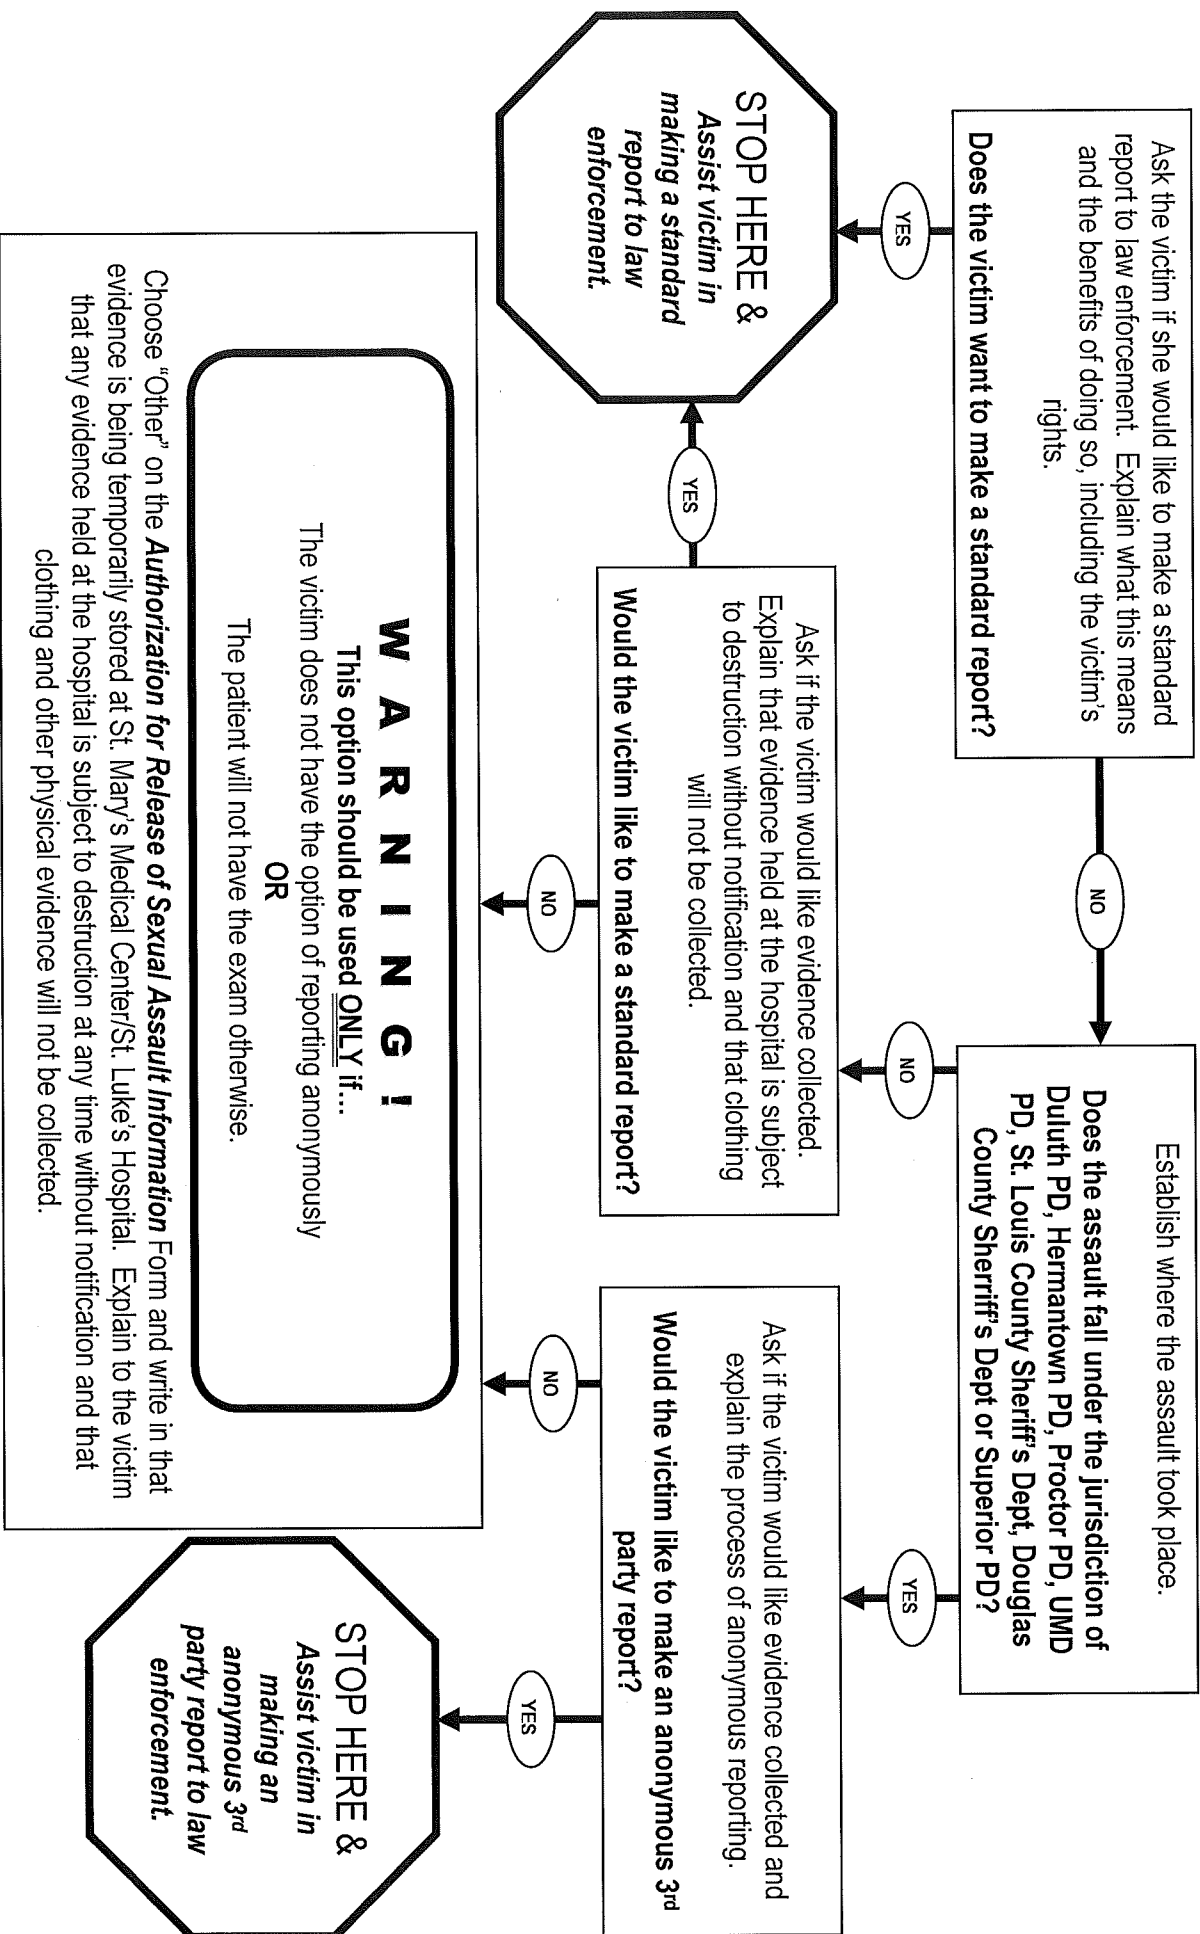 Ask the victim if she would like to make a standard
report to law enforcement. Explain what this means
and the benefits of doing so, including the victim's
rights.
Does the victim want to make a standard report?
NO
YES
Establish where the assault took place.
Does the assault fall under the jurisdiction of
Duluth PD, Hermantown PD, Proctor PD, UMD
PD, St. Louis County Sheriff's Dept, Douglas
County Sherriff's Dept or Superior PD?
NO
YES
STOP HERE &
Assist victim in
making a standard
report to law
enforcement.
YES
Ask if the victim would like evidence collected.
Explain that evidence held at the hospital is subject
to destruction without notification and that clothing
will not be collected.
Would the victim like to make a standard report?
NO
Ask if the victim would like evidence collected and
explain the process of anonymous reporting.
Would the victim like to make an anonymous 3rd
party report?
NO
YES
WARNING!
This option should be used ONLY if...
The victim does not have the option of reporting anonymously
OR
The patient will not have the exam otherwise.
Choose "Other" on the Authorization for Release of Sexual Assault Information Form and write in that
evidence is being temporarily stored at St. Mary's Medical Center/St. Luke's Hospital. Explain to the victim
that any evidence held at the hospital is subject to destruction at any time without notification and that
clothing and other physical evidence will not be collected.
STOP HERE &
Assist victim in
making an
anonymous 3rd
party report to law
enforcement.